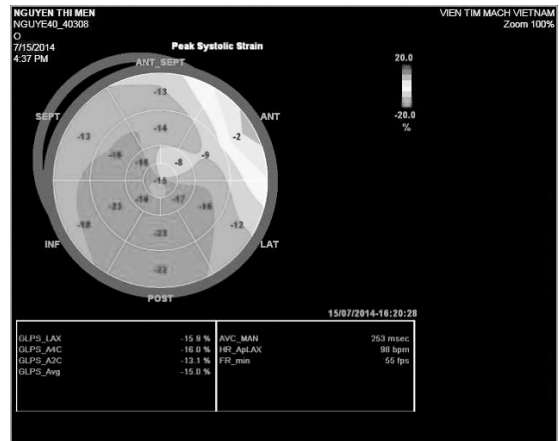 NGUYEN THI MEN
NGUYE40_40308
O
7/15/2014
4:37 PM
VIEN TIM MACH VIETNAM
Zoom 100%
Peak Systolic Strain
ANT_SEPT
SEPT
ANT
INF
LAT
POST
20.0
-20.0
%
-13
-13
-14
-2
-9
-8
-15
-23
-16
-17
-18
-12
-23
-22
15/07/2014-16:20:28
GLPS_LAX -15.9 %
GLPS_A4C -16.0 %
GLPS_A2C -13.1 %
GLPS_Avg -15.0 %
AVC_MAN 253 msec
HR_ApLAX 98 bpm
FR_min 55 fps